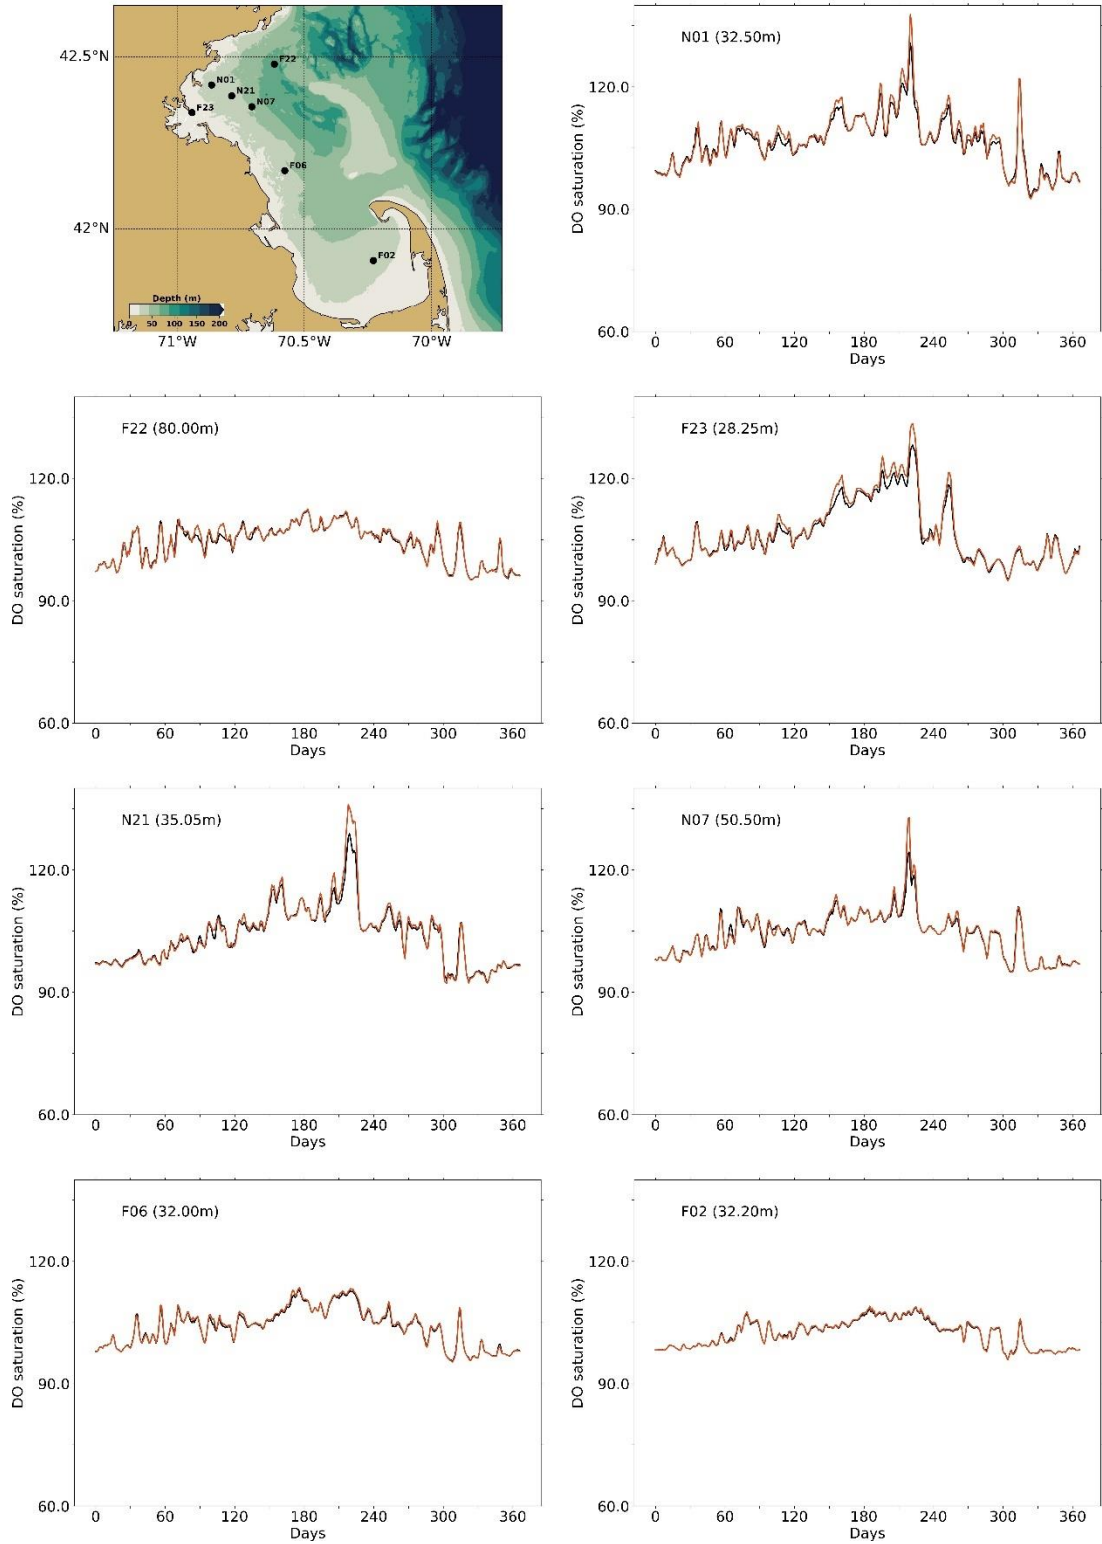 42.5°N
42°N
71°W
70.5°W
70°W
F22
N01
N21
N07
F23
F06
F02
Depth (m)
0 50 100 150 200
N01 (32.50m)
DO saturation (%)
120.0
90.0
60.0
0 60 120 180 240 300 360
Days
F22 (80.00m)
DO saturation (%)
120.0
90.0
60.0
0 60 120 180 240 300 360
Days
F23 (28.25m)
DO saturation (%)
120.0
90.0
60.0
0 60 120 180 240 300 360
Days
N21 (35.05m)
DO saturation (%)
120.0
90.0
60.0
0 60 120 180 240 300 360
Days
N07 (50.50m)
DO saturation (%)
120.0
90.0
60.0
0 60 120 180 240 300 360
Days
F06 (32.00m)
DO saturation (%)
120.0
90.0
60.0
0 60 120 180 240 300 360
Days
F02 (32.20m)
DO saturation (%)
120.0
90.0
60.0
0 60 120 180 240 300 360
Days